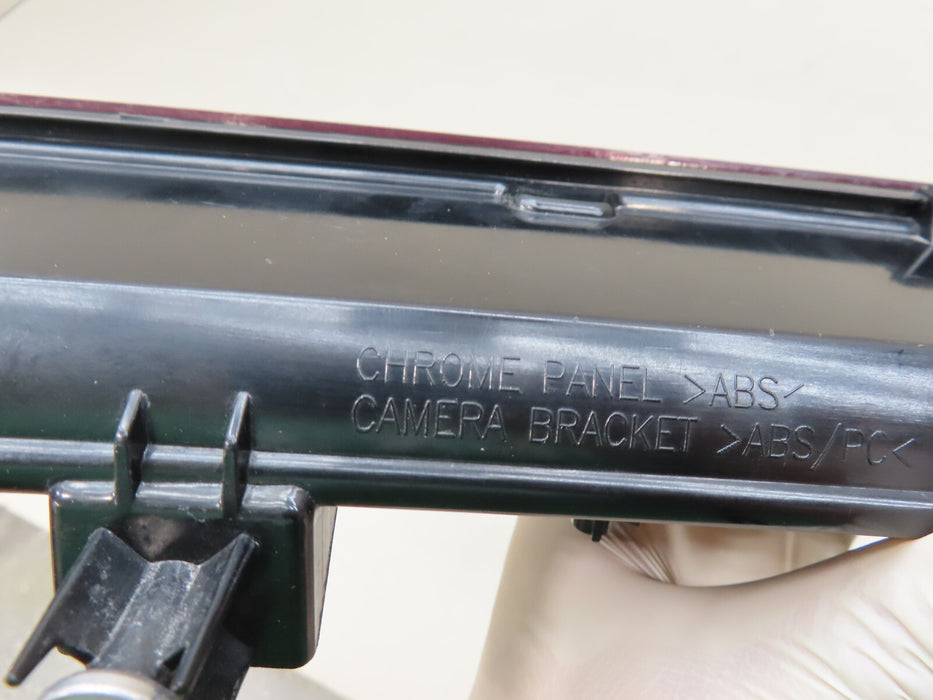 CHROME PANEL >ABS<
CAMERA BRACKET >ABS/PC<